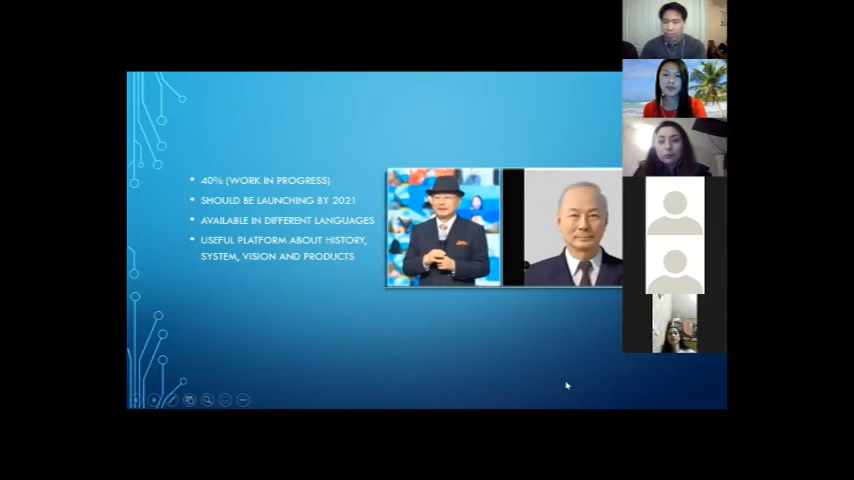 40% (WORK IN PROGRESS)
SHOULD BE LAUNCHING BY 2021
AVAILABLE IN DIFFERENT LANGUAGES
USEFUL PLATFORM ABOUT HISTORY,
SYSTEM, VISION AND PRODUCTS